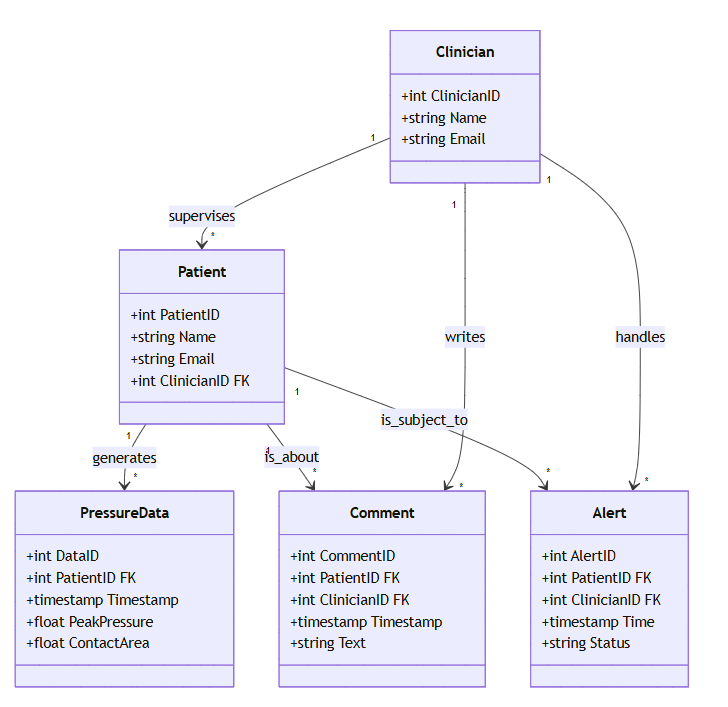 Clinician
+int ClinicianID
+string Name
+string Email
1
1
1
supervises
*
Patient
+int PatientID
+string Name
+string Email
+int ClinicianID FK
writes
handles
1
is_subject_to
1
generates
*
1
is_about
*
*
*
*
PressureData
+int DataID
+int PatientID FK
+timestamp Timestamp
+float PeakPressure
+float ContactArea
Comment
+int CommentID
+int PatientID FK
+int ClinicianID FK
+timestamp Timestamp
+string Text
Alert
+int AlertID
+int PatientID FK
+int ClinicianID FK
+timestamp Time
+string Status